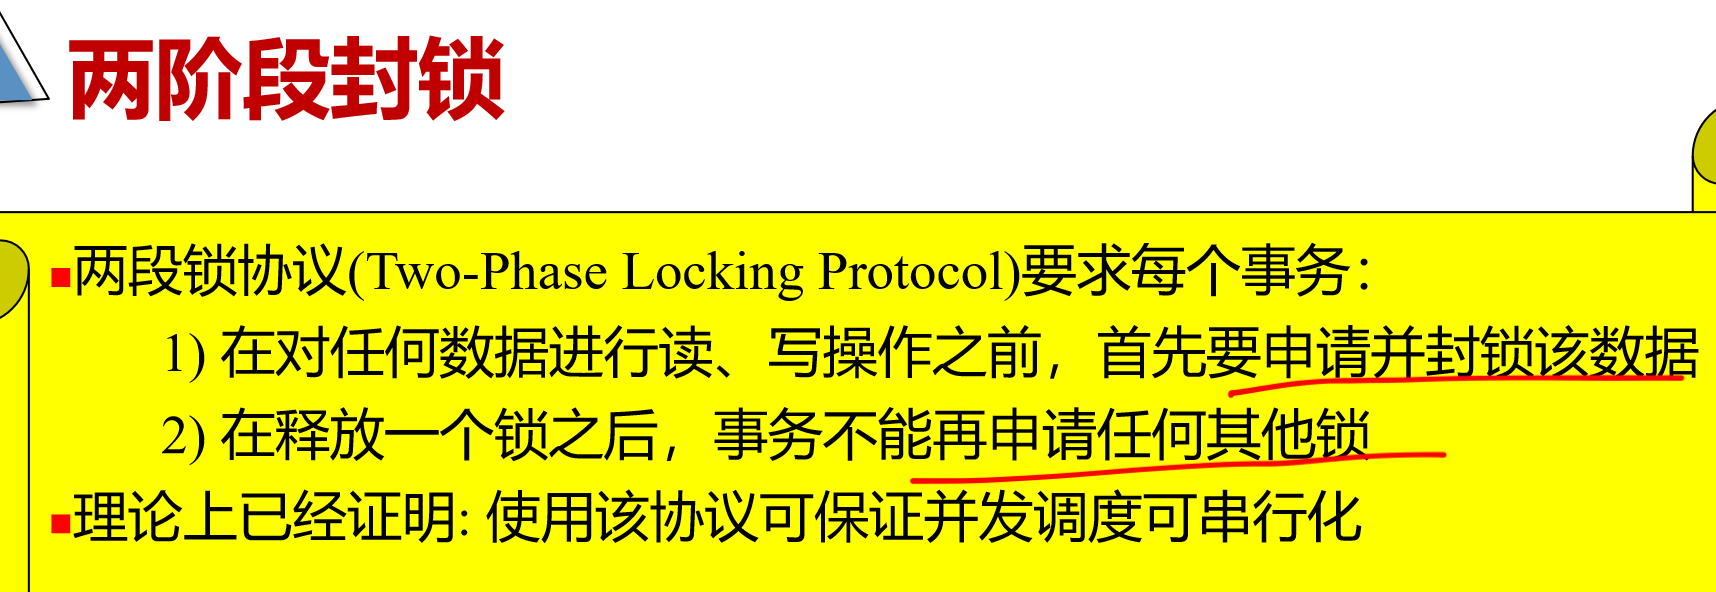 两阶段封锁
两段锁协议(Two-Phase Locking Protocol)要求每个事务：
1) 在对任何数据进行读、写操作之前，首先要申请并封锁该数据
2) 在释放一个锁之后，事务不能再申请任何其他锁
理论上已经证明: 使用该协议可保证并发调度可串行化